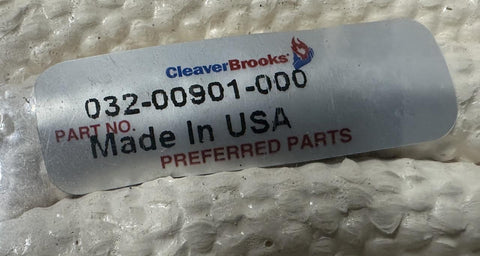 CleaverBrooks
032-00901-000
PART NO.
Made In USA
PREFERRED PARTS